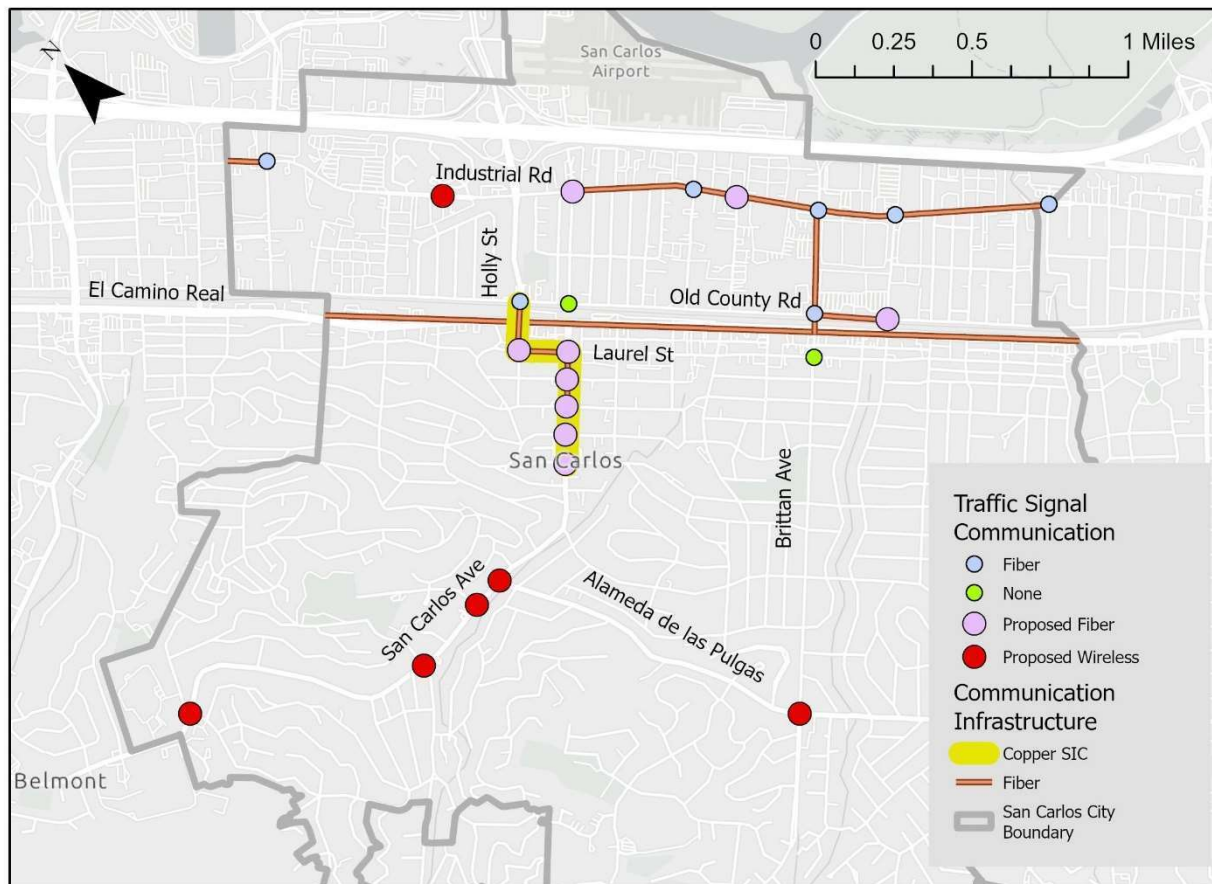 N
San Carlos
Airport
0 0.25 0.5 1 Miles
Industrial Rd
Holly St
El Camino Real
Old County Rd
Laurel St
San Carlos
Brittan Ave
San Carlos Ave
Alameda de las Pulgas
Belmont
Traffic Signal
Communication
Fiber
None
Proposed Fiber
Proposed Wireless
Communication
Infrastructure
Copper SIC
Fiber
San Carlos City
Boundary